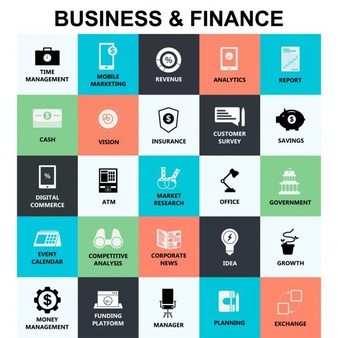 BUSINESS & FINANCE
TIME
MANAGEMENT
MOBILE
MARKETING
REVENUE
ANALYTICS
REPORT
CASH
VISION
INSURANCE
CUSTOMER
SURVEY
SAVINGS
DIGITAL
COMMERCE
ATM
MARKET
RESEARCH
OFFICE
GOVERNMENT
EVENT
CALENDAR
COMPETITIVE
ANALYSIS
CORPORATE
NEWS
IDEA
GROWTH
MONEY
MANAGEMENT
FUNDING
PLATFORM
MANAGER
PLANNING
EXCHANGE